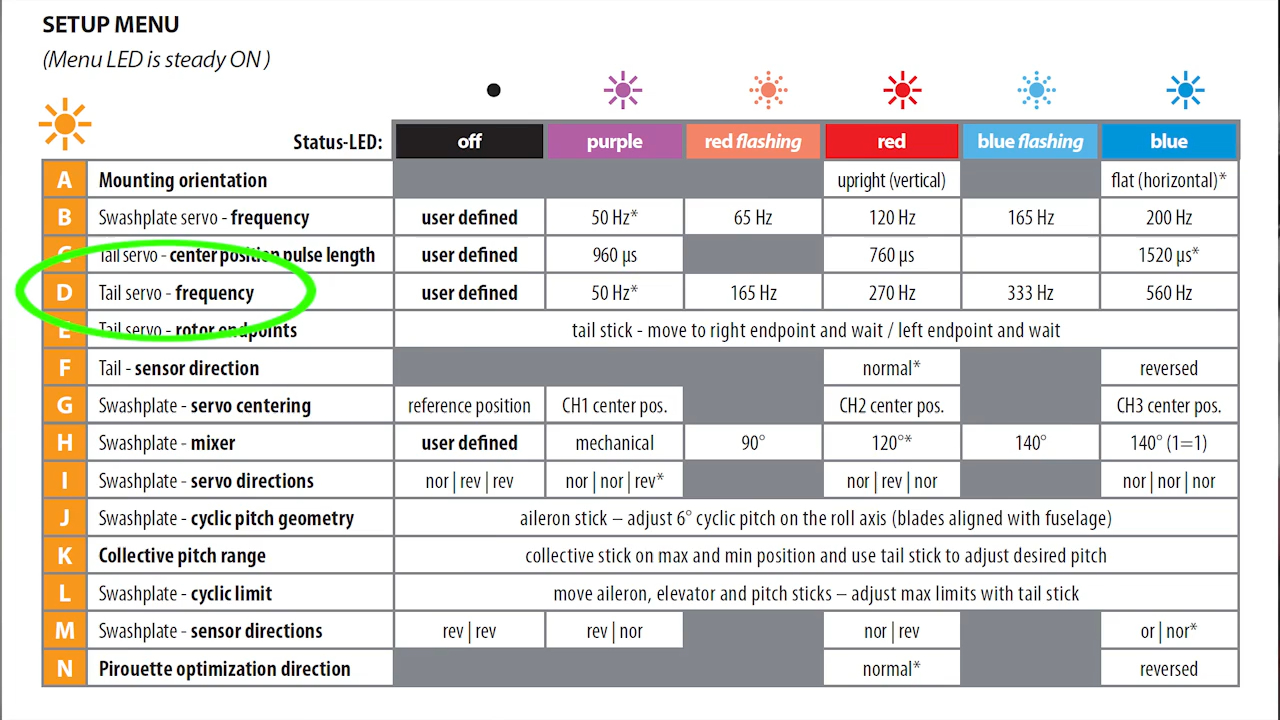 SETUP MENU
(Menu LED is steady ON )
Status-LED: off purple red flashing red blue flashing blue
A Mounting orientation upright (vertical) flat (horizontal)*
B Swashplate servo - frequency user defined 50 Hz* 65 Hz 120 Hz 165 Hz 200 Hz
C Tail servo - center position pulse length user defined 960 µs 760 µs 1520 µs*
D Tail servo - frequency user defined 50 Hz* 165 Hz 270 Hz 333 Hz 560 Hz
E Tail servo - rotor endpoints tail stick - move to right endpoint and wait / left endpoint and wait
F Tail - sensor direction normal* reversed
G Swashplate - servo centering reference position CH1 center pos. CH2 center pos. CH3 center pos.
H Swashplate - mixer user defined mechanical 90° 120°* 140° 140° (1=1)
I Swashplate - servo directions nor | rev | rev nor | nor | rev* nor | rev | nor nor | nor | nor
J Swashplate - cyclic pitch geometry aileron stick – adjust 6° cyclic pitch on the roll axis (blades aligned with fuselage)
K Collective pitch range collective stick on max and min position and use tail stick to adjust desired pitch
L Swashplate - cyclic limit move aileron, elevator and pitch sticks – adjust max limits with tail stick
M Swashplate - sensor directions rev | rev rev | nor nor | rev or | nor*
N Pirouette optimization direction normal* reversed